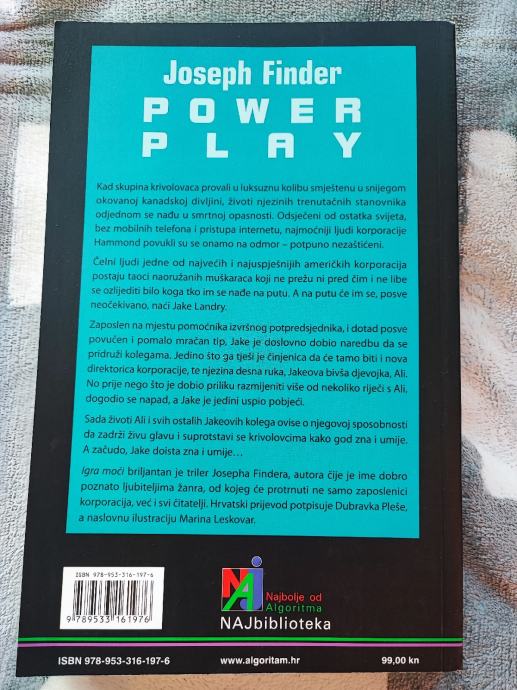 Joseph Finder
POWER
PLAY
Kad skupina krivolovaca provali u luksuznu kolibu smještenu u snijegom
okovanoj kanadskoj divljini, životi njezinih trenutačnih stanovnika
odjednom se nađu u smrtnoj opasnosti. Odsječeni od ostatka svijeta,
bez mobilnih telefona i pristupa internetu, najmoćniji ljudi korporacije
Hammond povukli su se onamo na odmor – potpuno nezaštićeni.
Čelni ljudi jedne od najvećih i najuspješnijih američkih korporacija
postaju taoci naoružanih muškaraca koji ne prežu ni pred čim i ne libe
se ozlijediti bilo koga tko im se nađe na putu. A na putu će im se, posve
neočekivano, naći Jake Landry.
Zaposlen na mjestu pomoćnika izvršnog potpredsjednika, i dotad posve
povučen i pomalo mračan tip, Jake je doslovno dobio naredbu da se
pridruži kolegama. Jedino što ga tješi je činjenica da će tamo biti i nova
direktorica korporacije, te njezina desna ruka, Jakeova bivša djevojka, Ali.
No prije nego što je dobio priliku razmijeniti više od nekoliko riječi s Ali,
dogodio se napad, a Jake je jedini uspio pobjeći.
Sada životi Ali i svih ostalih Jakeovih kolega ovise o njegovoj sposobnosti
da zadrži živu glavu i suprotstavi se krivolovcima kako god zna i umije.
A začudo, Jake doista zna i umije...
Igra moći briljantan je triler Josepha Findera, autora čije je ime dobro
poznato ljubiteljima žanra, od kojeg će protrnuti ne samo zaposlenici
korporacija, već i svi čitatelji. Hrvatski prijevod potpisuje Dubravka Pleše,
a naslovnu ilustraciju Marina Leskovar.
ISBN 978-953-316-197-6
9789533161976
NAJ
Najbolje od
Algoritma
NAJbiblioteka
ISBN 978-953-316-197-6
www.algoritam.hr
99,00 kn